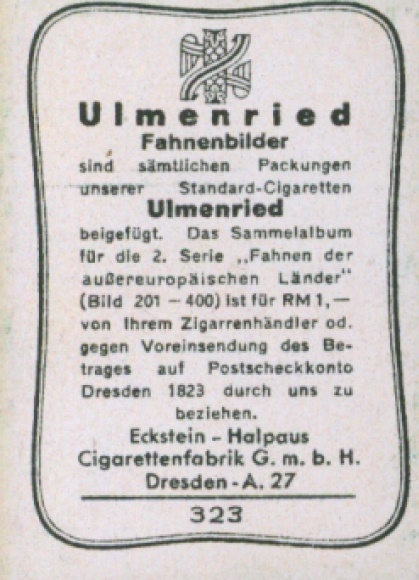 Ulmenried
Fahnenbilder
sind sämtlichen Packungen
unserer Standard-Cigaretten
Ulmenried
beigefügt. Das Sammelalbum
für die 2. Serie „Fahnen der
außereuropäischen Länder"
(Bild 201 – 400) ist für RM 1,—
von Ihrem Zigarrenhändler od.
gegen Voreinsendung des Be-
trages auf Postscheckkonto
Dresden 1823 durch uns zu
beziehen.
Eckstein - Halpaus
Cigarettenfabrik G. m. b. H.
Dresden - A. 27
323